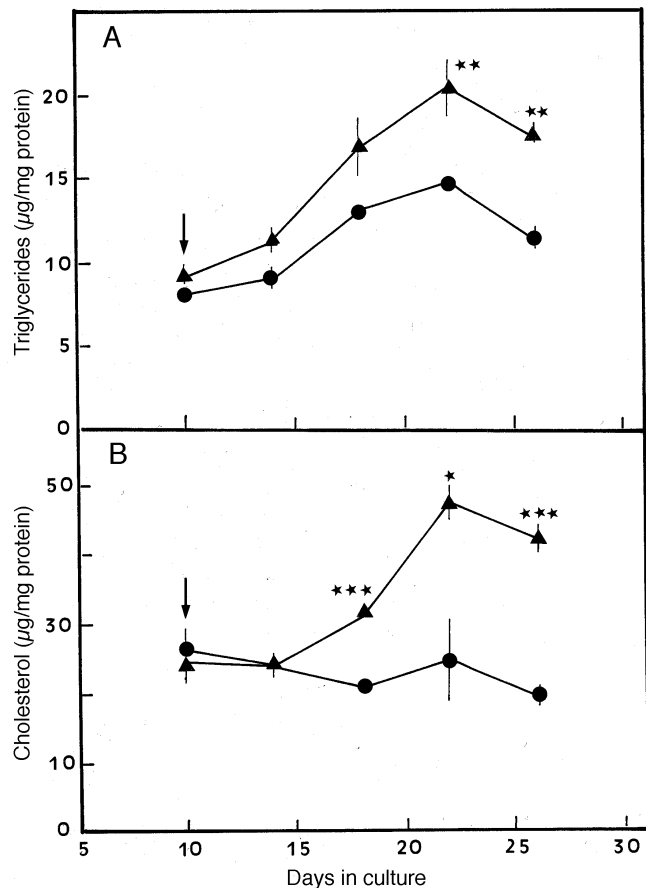 A
Triglycerides (µg/mg protein)
20
15
10
5
0
★★
★★
B
Cholesterol (µg/mg protein)
50
30
10
0
★★★
★
★★★
5 10 15 20 25 30
Days in culture